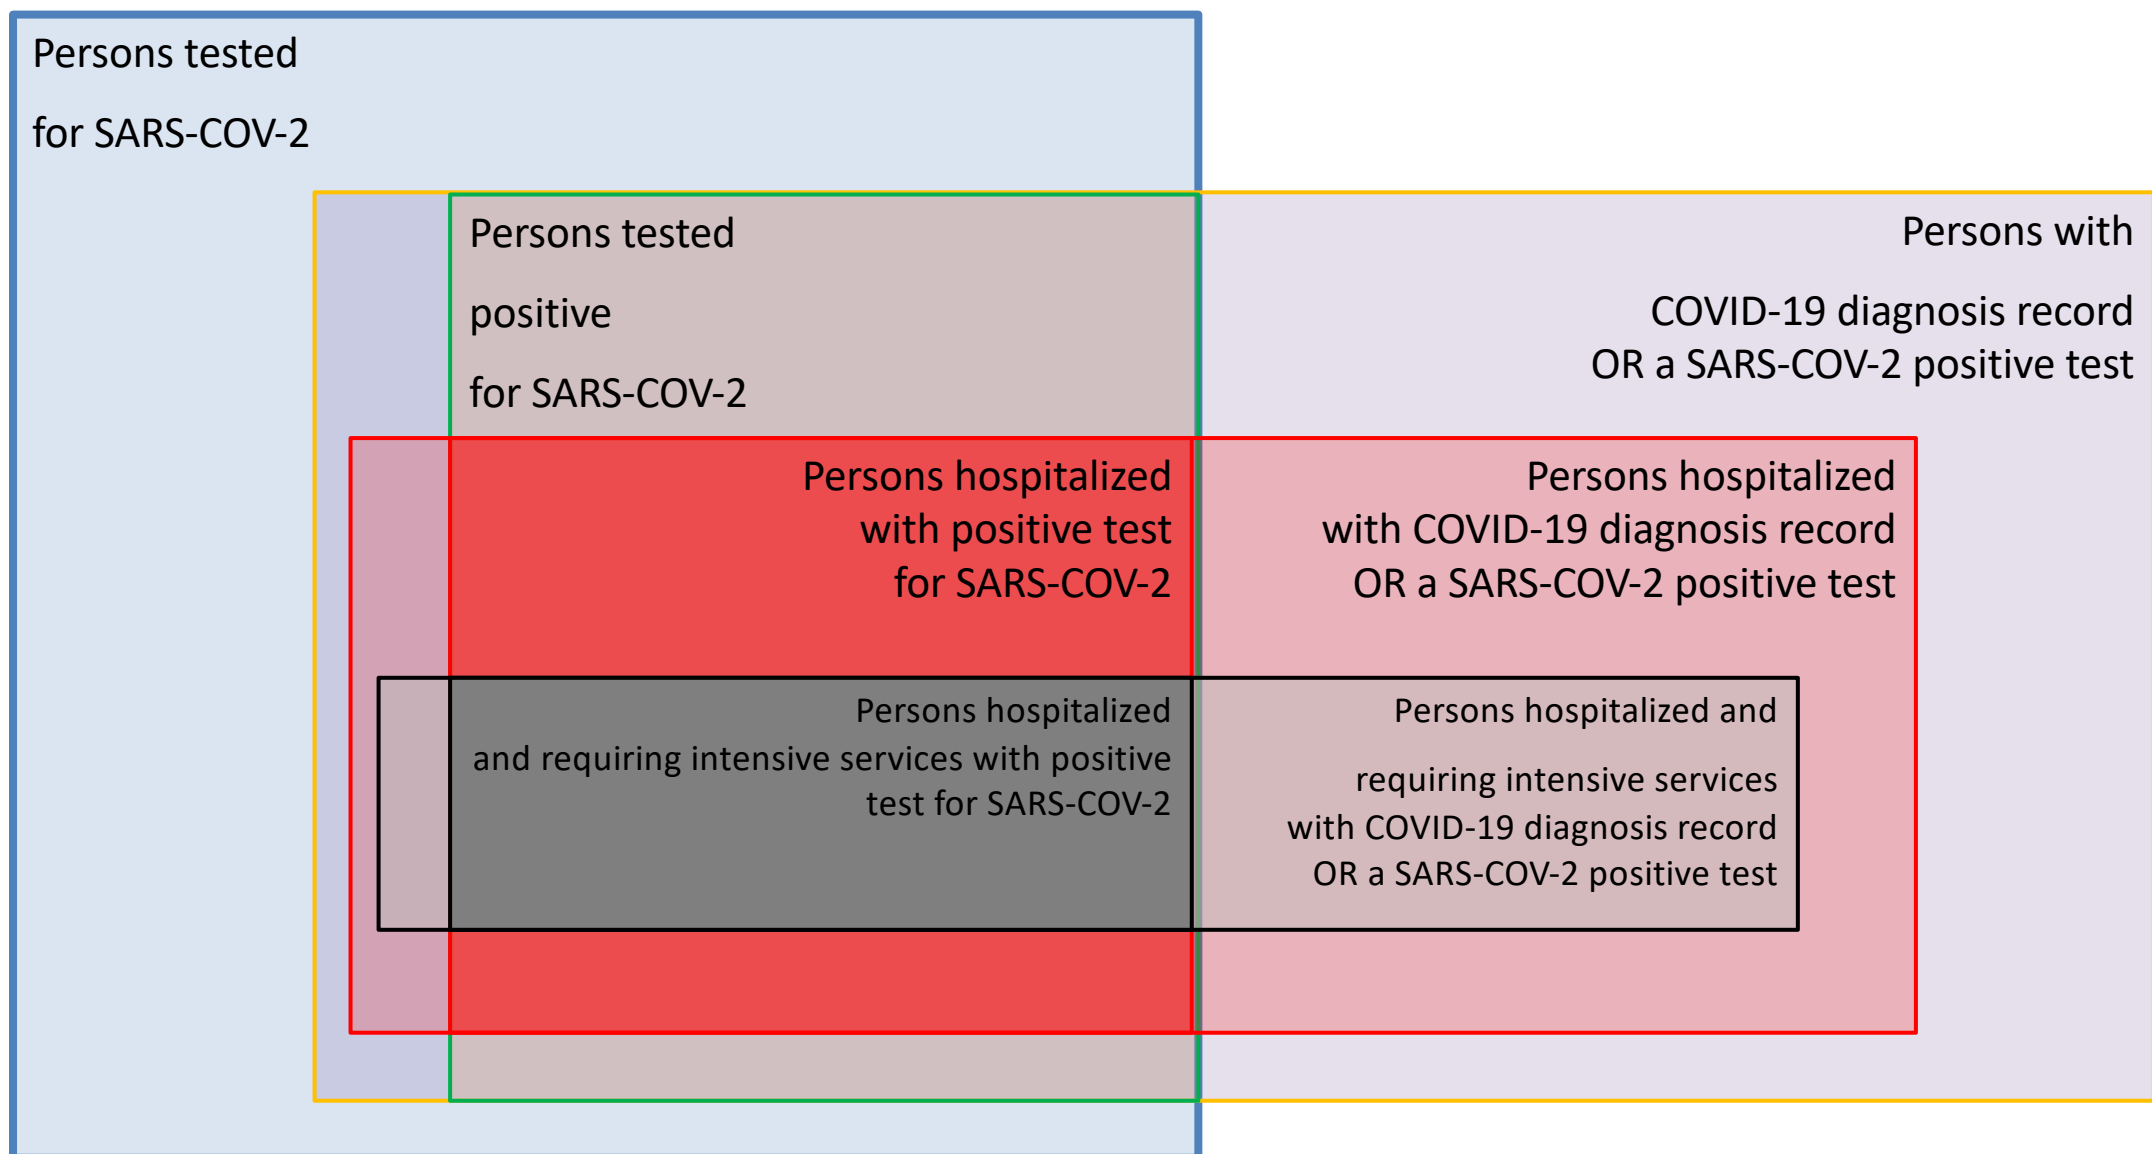 Persons tested
for SARS-COV-2
Persons tested
positive
for SARS-COV-2
Persons with
COVID-19 diagnosis record
OR a SARS-COV-2 positive test
Persons hospitalized
with positive test
for SARS-COV-2
Persons hospitalized
with COVID-19 diagnosis record
OR a SARS-COV-2 positive test
Persons hospitalized
and requiring intensive services with positive
test for SARS-COV-2
Persons hospitalized and
requiring intensive services
with COVID-19 diagnosis record
OR a SARS-COV-2 positive test